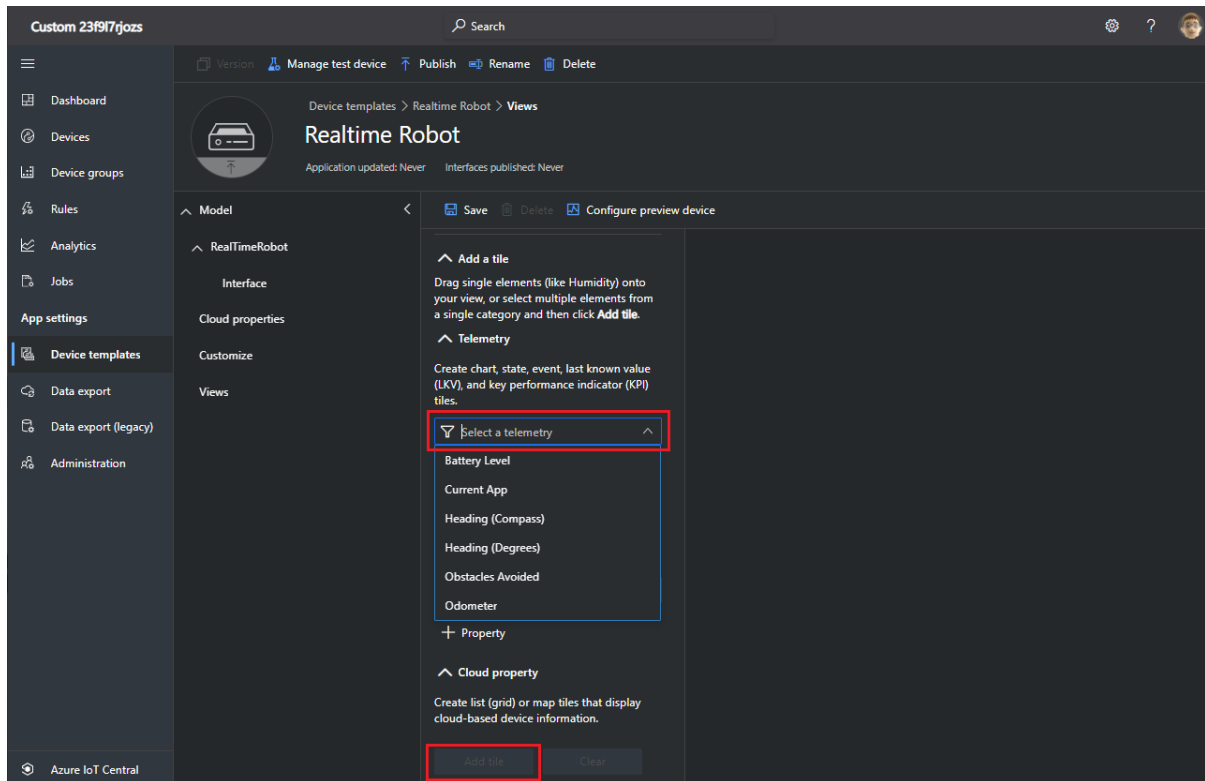 Custom 23f9l7rjozs
Search
?
Version
Manage test device
Publish
Rename
Delete
Dashboard
Devices
Device groups
Rules
Analytics
Jobs
App settings
Device templates
Data export
Data export (legacy)
Administration
Azure IoT Central
Device templates > Realtime Robot > Views
Realtime Robot
Application updated: Never Interfaces published: Never
Model
RealTimeRobot
Interface
Cloud properties
Customize
Views
Save
Delete
Configure preview device
Add a tile
Drag single elements (like Humidity) onto
your view, or select multiple elements from
a single category and then click Add tile.
Telemetry
Create chart, state, event, last known value
(LKV), and key performance indicator (KPI)
tiles.
Select a telemetry
Battery Level
Current App
Heading (Compass)
Heading (Degrees)
Obstacles Avoided
Odometer
+ Property
Cloud property
Create list (grid) or map tiles that display
cloud-based device information.
Add tile
Clear